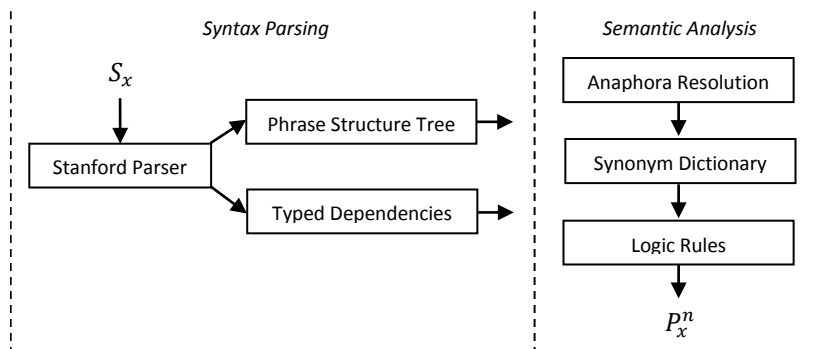 Syntax Parsing
Semantic Analysis
S_x
Stanford Parser
Phrase Structure Tree
Typed Dependencies
Anaphora Resolution
Synonym Dictionary
Logic Rules
P_x^n